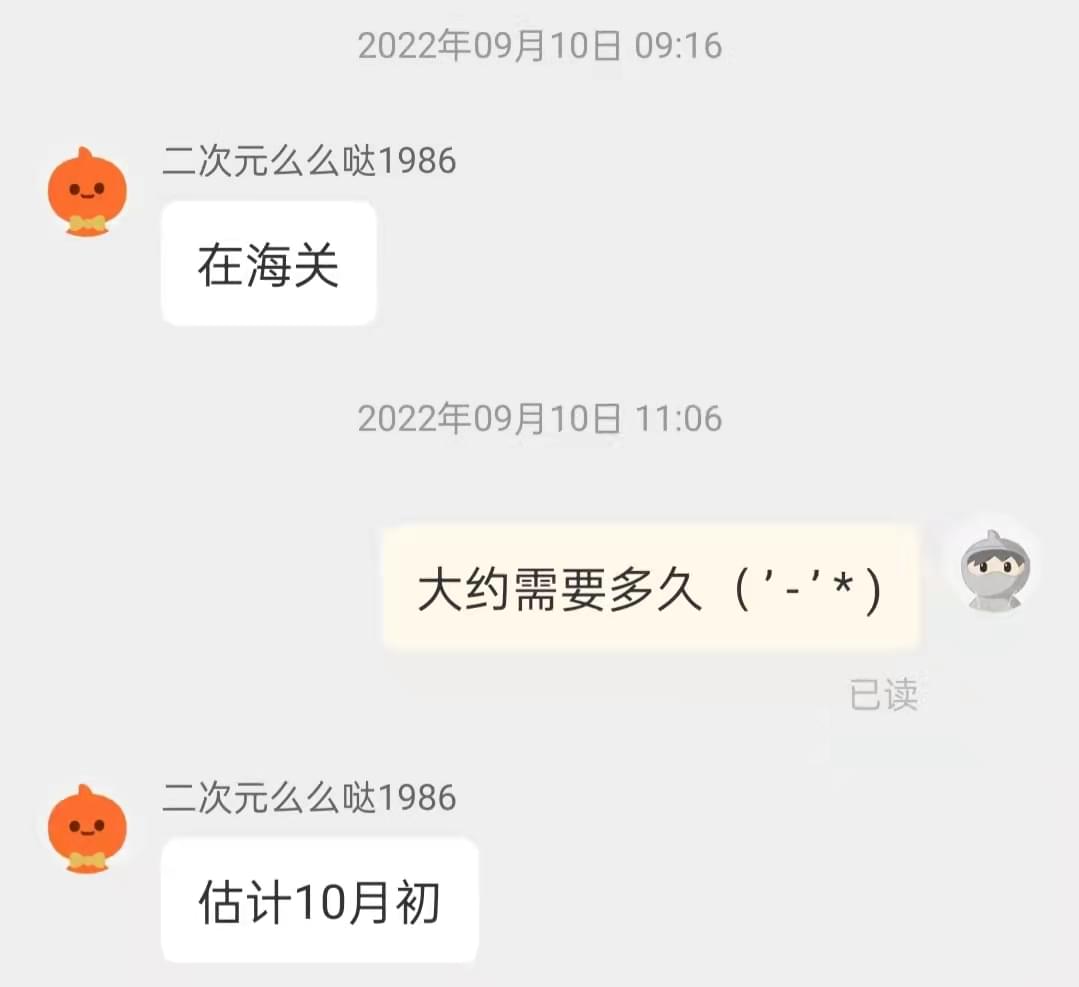 2022年09月10日 09:16
二次元么么哒1986
在海关
2022年09月10日 11:06
大约需要多久（'-'*）
已读
二次元么么哒1986
估计10月初